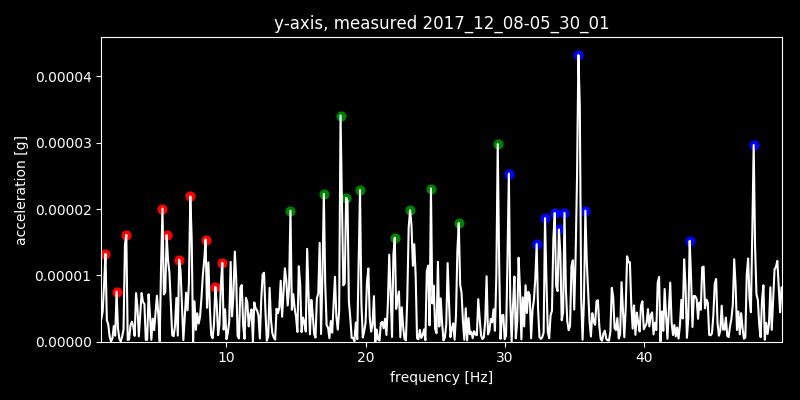 y-axis, measured 2017_12_08-05_30_01
acceleration [g]
0.00004
0.00003
0.00002
0.00001
0.00000
10 20 30 40
frequency [Hz]